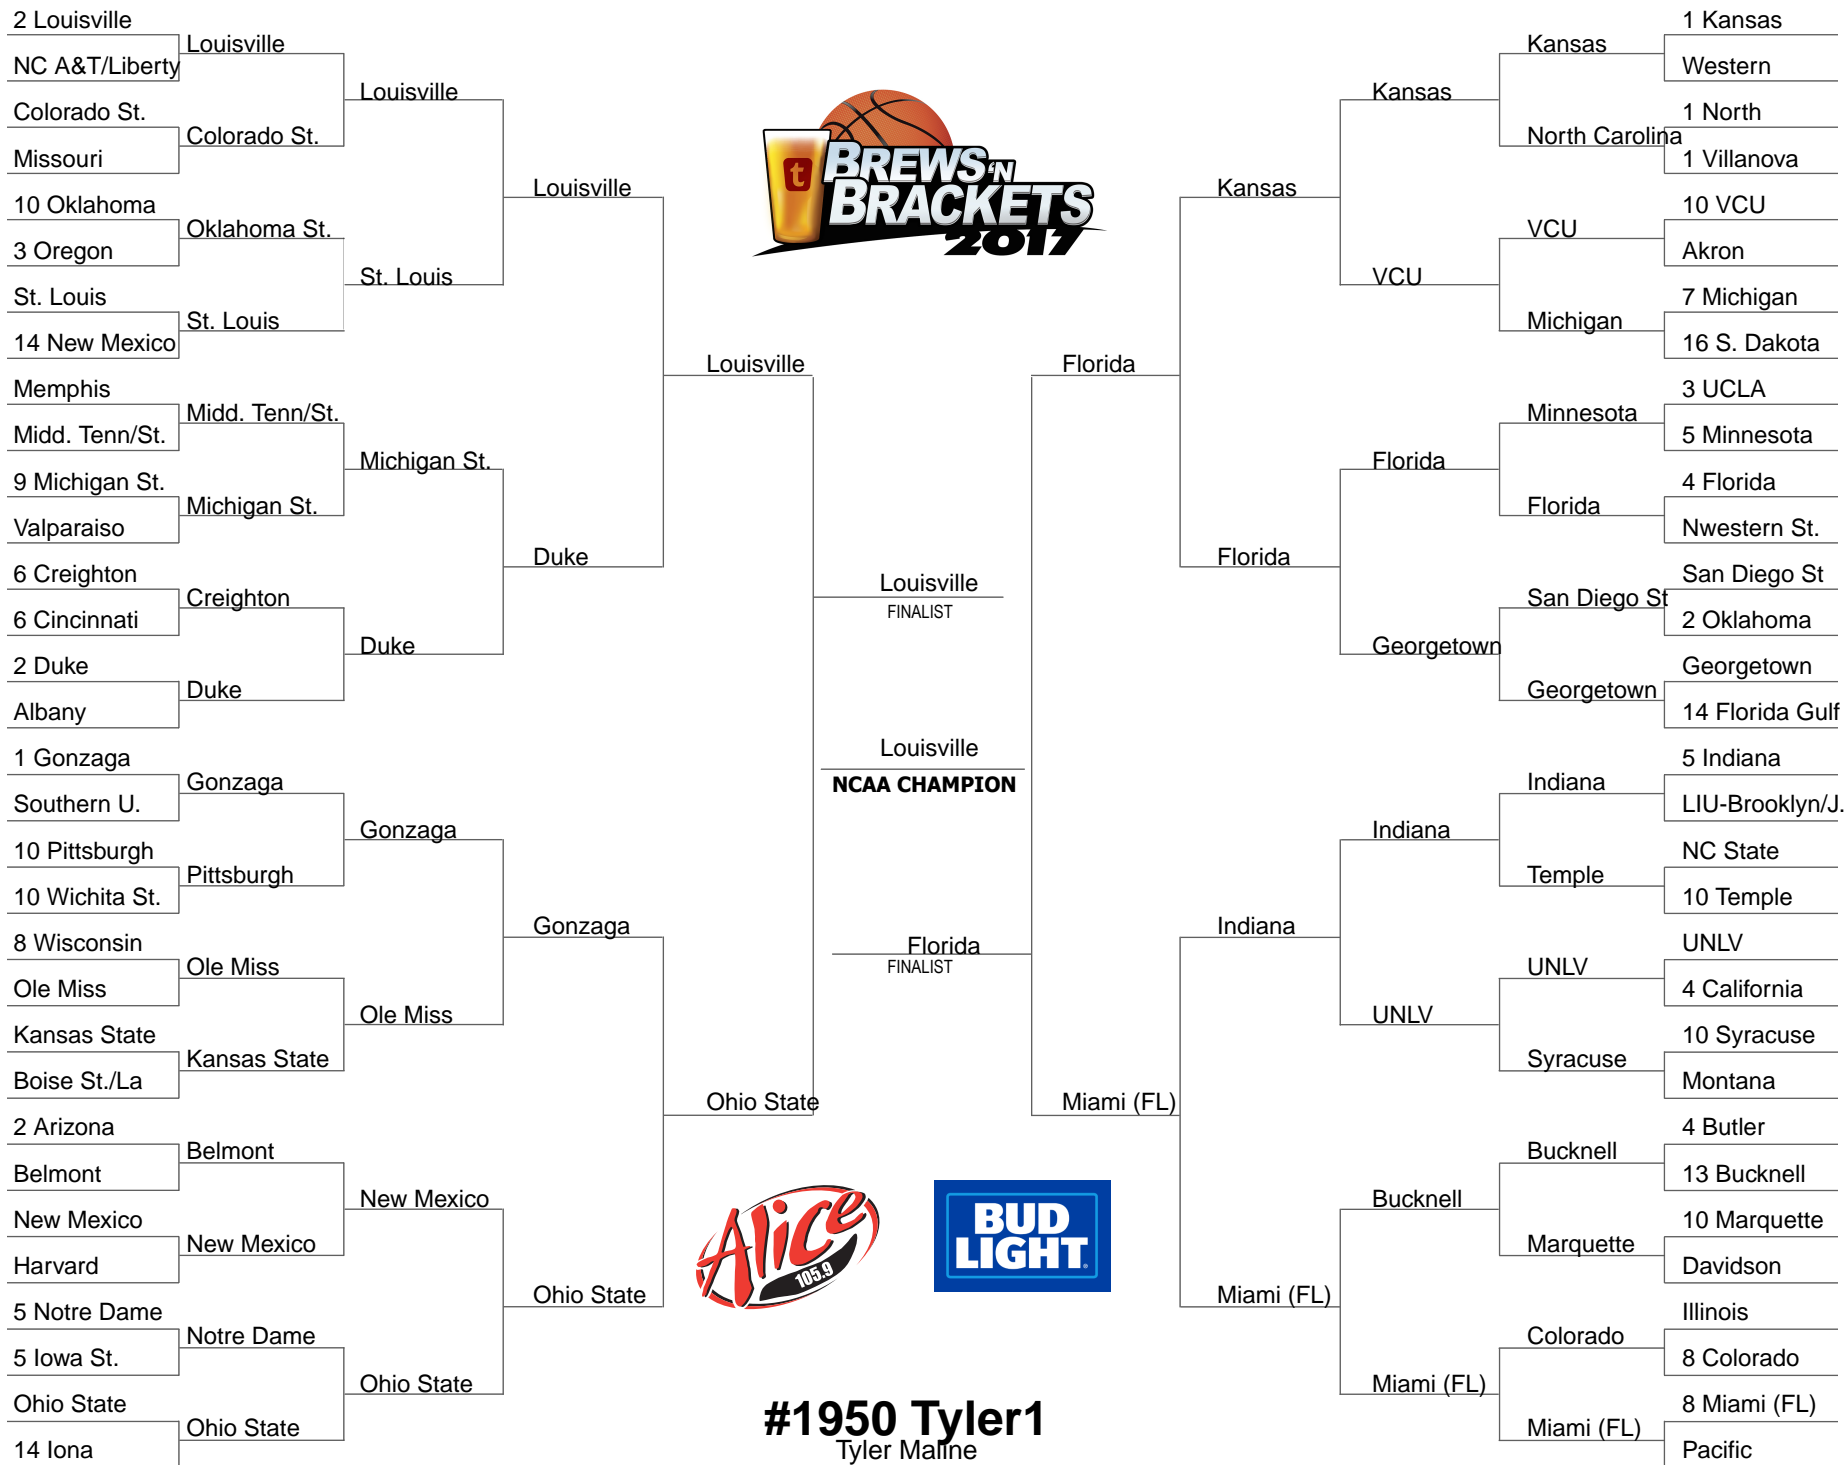 2 Louisville
NC A&T/Liberty
Colorado St.
Missouri
10 Oklahoma
3 Oregon
St. Louis
14 New Mexico
Memphis
Midd. Tenn/St.
9 Michigan St.
Valparaiso
6 Creighton
6 Cincinnati
2 Duke
Albany
1 Gonzaga
Southern U.
10 Pittsburgh
10 Wichita St.
8 Wisconsin
Ole Miss
Kansas State
Boise St./La
2 Arizona
Belmont
New Mexico
Harvard
5 Notre Dame
5 Iowa St.
Ohio State
14 Iona
Louisville
Colorado St.
Oklahoma St.
St. Louis
Midd. Tenn/St.
Michigan St.
Creighton
Duke
Gonzaga
Pittsburgh
Ole Miss
Kansas State
Belmont
New Mexico
Notre Dame
Ohio State
Louisville
St. Louis
Michigan St.
Duke
Gonzaga
Ole Miss
New Mexico
Ohio State
Louisville
Duke
Gonzaga
Ohio State
Louisville
Ohio State
t
BREWS 'N
BRACKETS
2017
Louisville
FINALIST
Louisville
NCAA CHAMPION
Florida
FINALIST
Alice
105.9
BUD
LIGHT
#1950 Tyler1
Tyler Maline
Florida
Miami (FL)
Kansas
Florida
Indiana
Miami (FL)
Kansas
VCU
Florida
Georgetown
Indiana
UNLV
Bucknell
Miami (FL)
Kansas
North Carolina
VCU
Michigan
Minnesota
Florida
San Diego St
Georgetown
Indiana
Temple
UNLV
Syracuse
Bucknell
Marquette
Colorado
Miami (FL)
1 Kansas
Western
1 North
1 Villanova
10 VCU
Akron
7 Michigan
16 S. Dakota
3 UCLA
5 Minnesota
4 Florida
Nwestern St.
San Diego St
2 Oklahoma
Georgetown
14 Florida Gulf
5 Indiana
LIU-Brooklyn/J.
NC State
10 Temple
UNLV
4 California
10 Syracuse
Montana
4 Butler
13 Bucknell
10 Marquette
Davidson
Illinois
8 Colorado
8 Miami (FL)
Pacific